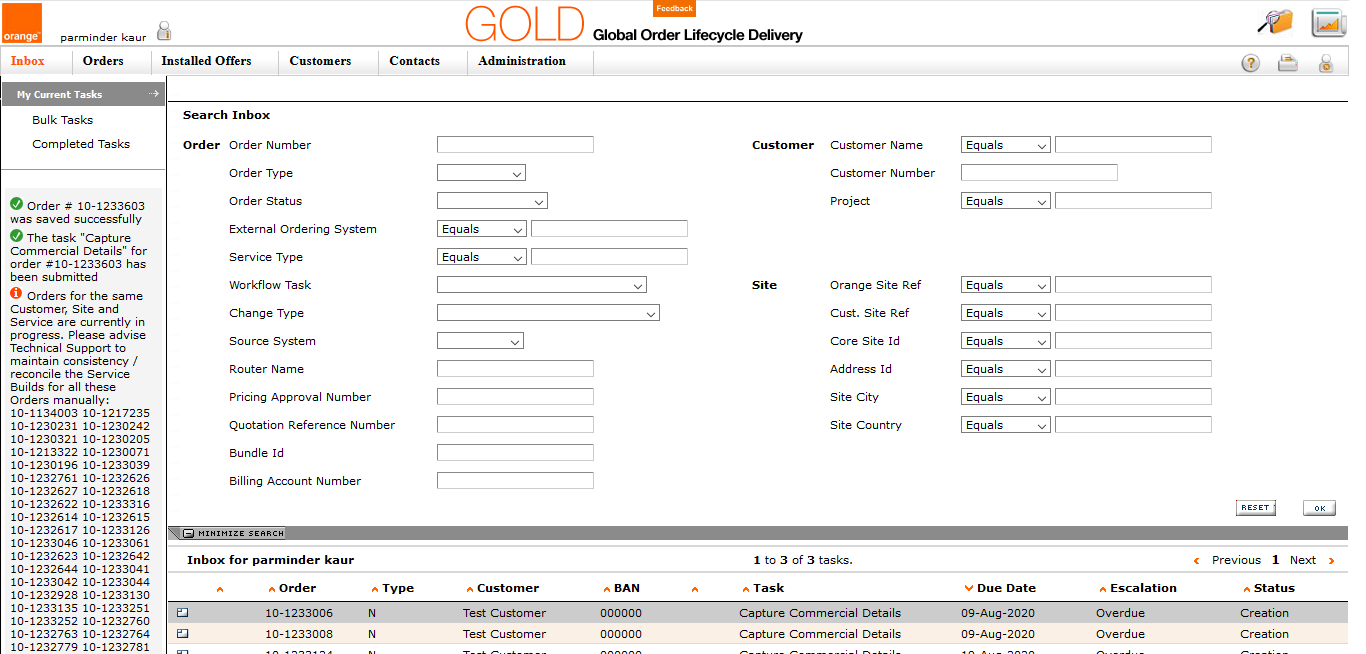 Feedback
orange™
parminder kaur
GOLD Global Order Lifecycle Delivery
Inbox Orders Installed Offers Customers Contacts Administration
My Current Tasks
Bulk Tasks
Completed Tasks
Order # 10-1233603
was saved successfully
The task "Capture
Commercial Details" for
order #10-1233603 has
been submitted
Orders for the same
Customer, Site and
Service are currently in
progress. Please advise
Technical Support to
maintain consistency /
reconcile the Service
Builds for all these
Orders manually:
10-1134003 10-1217235
10-1230231 10-1230242
10-1230321 10-1230205
10-1213322 10-1230071
10-1230196 10-1233039
10-1232761 10-1232626
10-1232627 10-1232618
10-1232622 10-1233316
10-1232614 10-1232615
10-1232617 10-1233126
10-1233046 10-1233061
10-1232623 10-1232642
10-1232644 10-1233041
10-1233042 10-1233044
10-1232928 10-1233130
10-1233135 10-1233251
10-1233252 10-1232760
10-1232763 10-1232764
10-1232779 10-1232781
Search Inbox
Order Order Number
Order Type
Order Status
External Ordering System Equals
Service Type Equals
Workflow Task
Change Type
Source System
Router Name
Pricing Approval Number
Quotation Reference Number
Bundle Id
Billing Account Number
Customer Customer Name Equals
Customer Number
Project Equals
Site Orange Site Ref Equals
Cust. Site Ref Equals
Core Site Id Equals
Address Id Equals
Site City Equals
Site Country Equals
RESET OK
MINIMIZE SEARCH
Inbox for parminder kaur 1 to 3 of 3 tasks. Previous 1 Next
Order Type Customer BAN Task Due Date Escalation Status
10-1233006 N Test Customer 000000 Capture Commercial Details 09-Aug-2020 Overdue Creation
10-1233008 N Test Customer 000000 Capture Commercial Details 09-Aug-2020 Overdue Creation